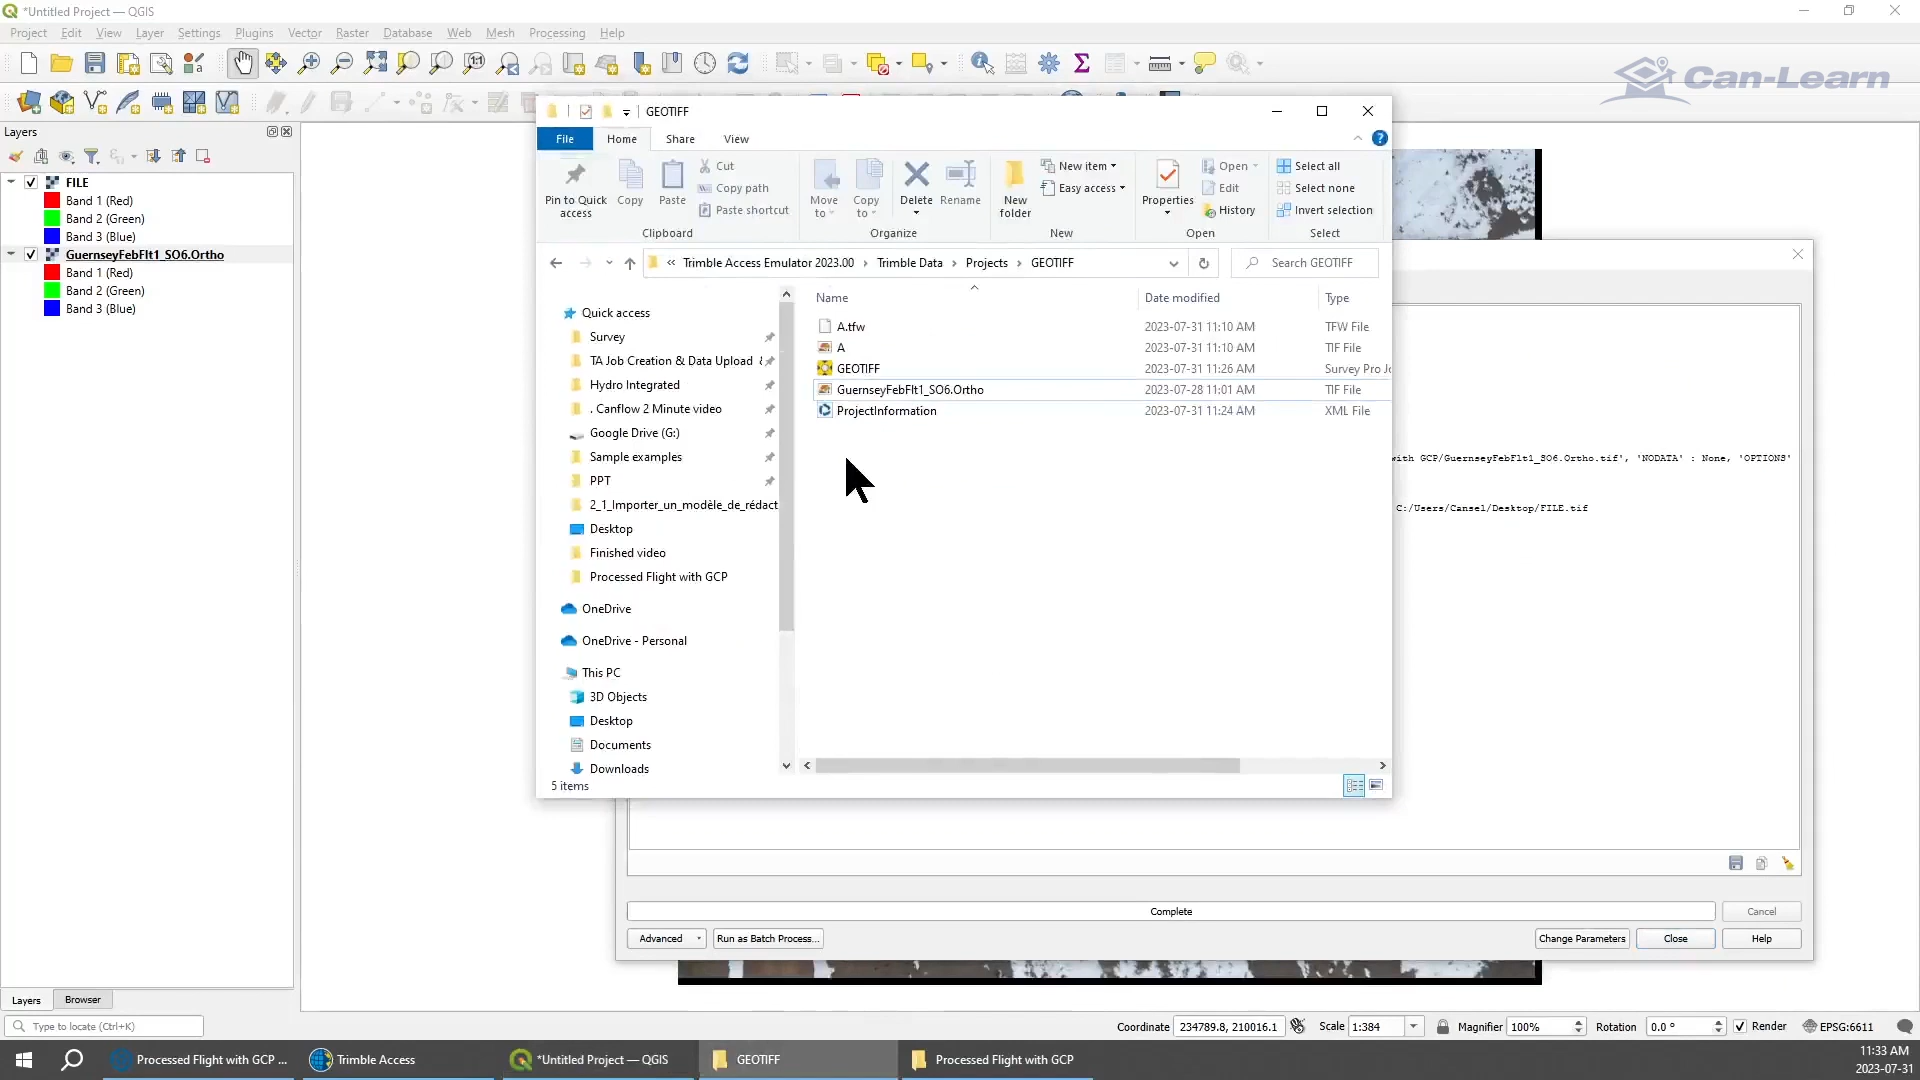 *Untitled Project — QGIS
Project Edit View Layer Settings Plugins Vector Raster Database Web Mesh Processing Help
Can-Learn
GEOTIFF
File Home Share View
Layers
FILE
Band 1 (Red)
Band 2 (Green)
Band 3 (Blue)
GuernseyFebFlt1_SO6.Ortho
Band 1 (Red)
Band 2 (Green)
Band 3 (Blue)
Pin to Quick access
Copy
Paste
Cut
Copy path
Paste shortcut
Clipboard
Move to
Copy to
Delete
Rename
Organize
New folder
New item
Easy access
New
Properties
Open
Edit
History
Open
Select all
Select none
Invert selection
Select
« Trimble Access Emulator 2023.00 › Trimble Data › Projects › GEOTIFF
Search GEOTIFF
Quick access
Survey
TA Job Creation & Data Upload
Hydro Integrated
. Canflow 2 Minute video
Google Drive (G:)
Sample examples
PPT
2_1_Importer_un_modèle_de_rédact
Desktop
Finished video
Processed Flight with GCP
OneDrive
OneDrive - Personal
This PC
3D Objects
Desktop
Documents
Downloads
Name Date modified Type
A.tfw 2023-07-31 11:10 AM TFW File
A 2023-07-31 11:10 AM TIF File
GEOTIFF 2023-07-31 11:26 AM Survey Pro Jo
GuernseyFebFlt1_SO6.Ortho 2023-07-28 11:01 AM TIF File
ProjectInformation 2023-07-31 11:24 AM XML File
5 items
with GCP/GuernseyFebFlt1_SO6.Ortho.tif', 'NODATA' : None, 'OPTIONS'
C:/Users/Cansel/Desktop/FILE.tif
Complete
Cancel
Advanced
Run as Batch Process...
Change Parameters
Close
Help
Layers Browser
Type to locate (Ctrl+K)
Coordinate 234789.8, 210016.1
Scale 1:384
Magnifier 100%
Rotation 0.0 °
Render
EPSG:6611
Processed Flight with GCP ...
Trimble Access
*Untitled Project — QGIS
GEOTIFF
Processed Flight with GCP
11:33 AM
2023-07-31